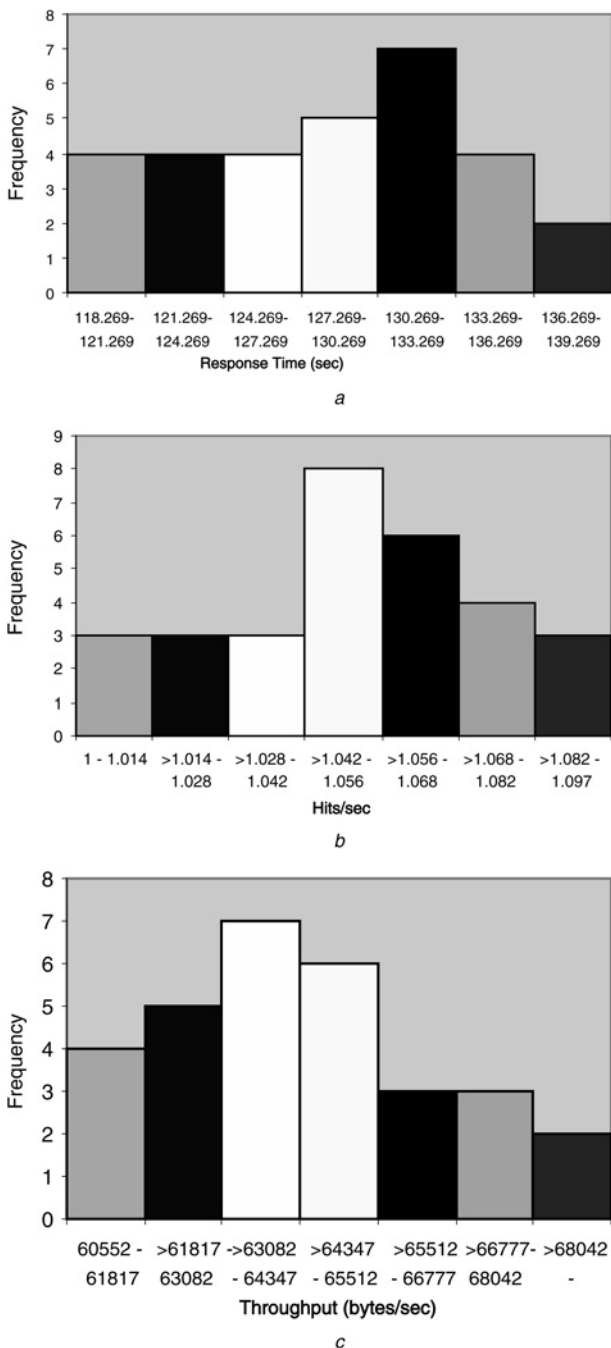 8
7
6
5
4
3
2
1
0
Frequency
118.269- 121.269- 124.269- 127.269- 130.269- 133.269- 136.269-
121.269 124.269 127.269 130.269 133.269 136.269 139.269
Response Time (sec)
a
9
8
7
6
5
4
3
2
1
0
Frequency
1 - 1.014 >1.014 - >1.028 - >1.042 - >1.056 - >1.068 - >1.082 -
1.028 1.042 1.056 1.068 1.082 1.097
Hits/sec
b
8
7
6
5
4
3
2
1
0
Frequency
60552 - >61817 ->63082 >64347 >65512 >66777- >68042
61817 63082 - 64347 - 65512 - 66777 68042 -
Throughput (bytes/sec)
c